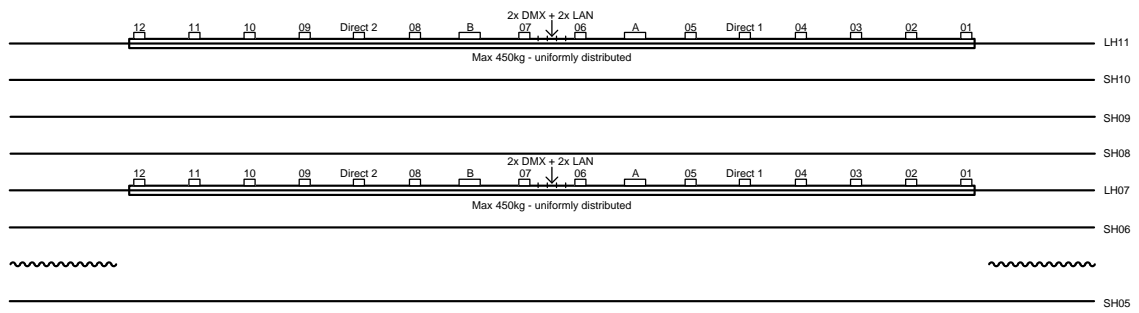 2x DMX + 2x LAN
12 11 10 09 Direct 2 08 B 07 06 A 05 Direct 1 04 03 02 01
LH11
Max 450kg - uniformly distributed
SH10
SH09
SH08
2x DMX + 2x LAN
12 11 10 09 Direct 2 08 B 07 06 A 05 Direct 1 04 03 02 01
LH07
Max 450kg - uniformly distributed
SH06
SH05